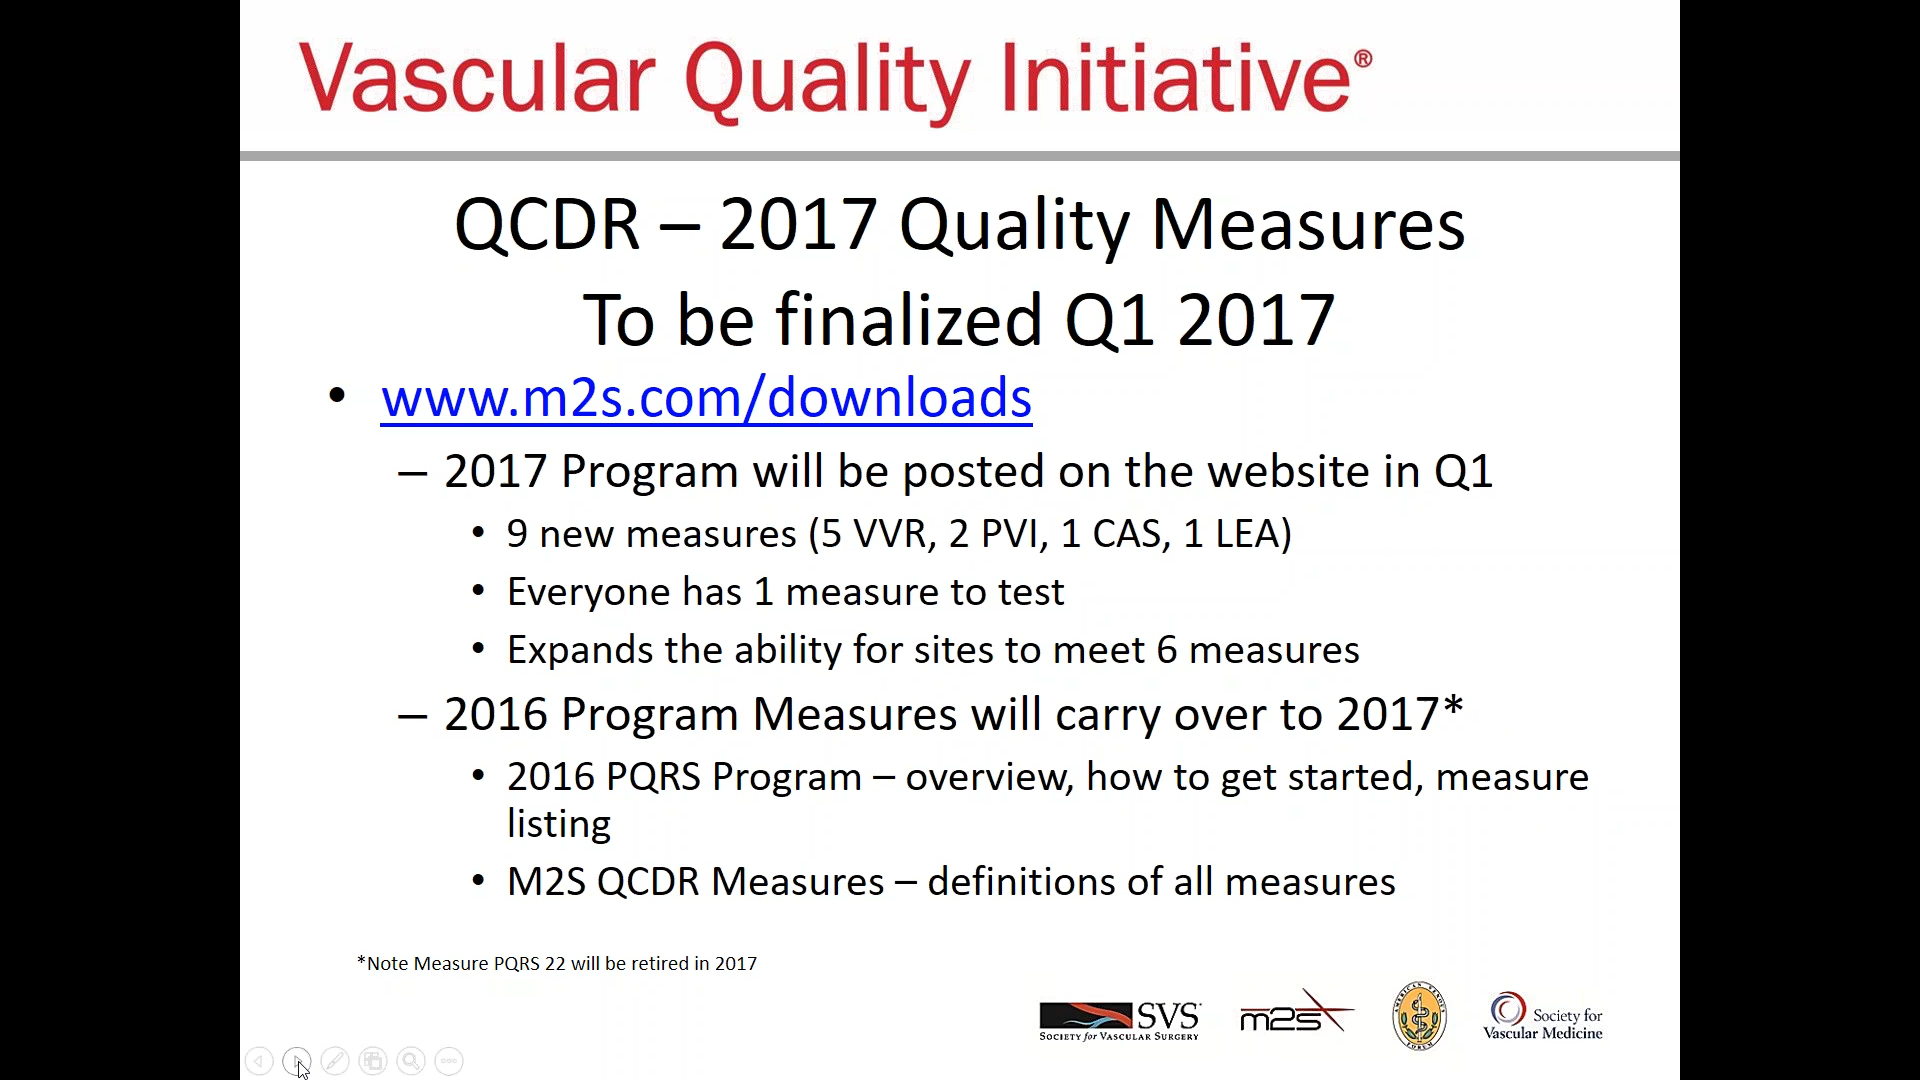 Vascular Quality Initiative®
QCDR – 2017 Quality Measures
To be finalized Q1 2017
• www.m2s.com/downloads
– 2017 Program will be posted on the website in Q1
• 9 new measures (5 VVR, 2 PVI, 1 CAS, 1 LEA)
• Everyone has 1 measure to test
• Expands the ability for sites to meet 6 measures
– 2016 Program Measures will carry over to 2017*
• 2016 PQRS Program – overview, how to get started, measure
listing
• M2S QCDR Measures – definitions of all measures
*Note Measure PQRS 22 will be retired in 2017
SVS
Society for Vascular Surgery
m2s
AMERICAN VENOUS
FORUM
Society for
Vascular Medicine